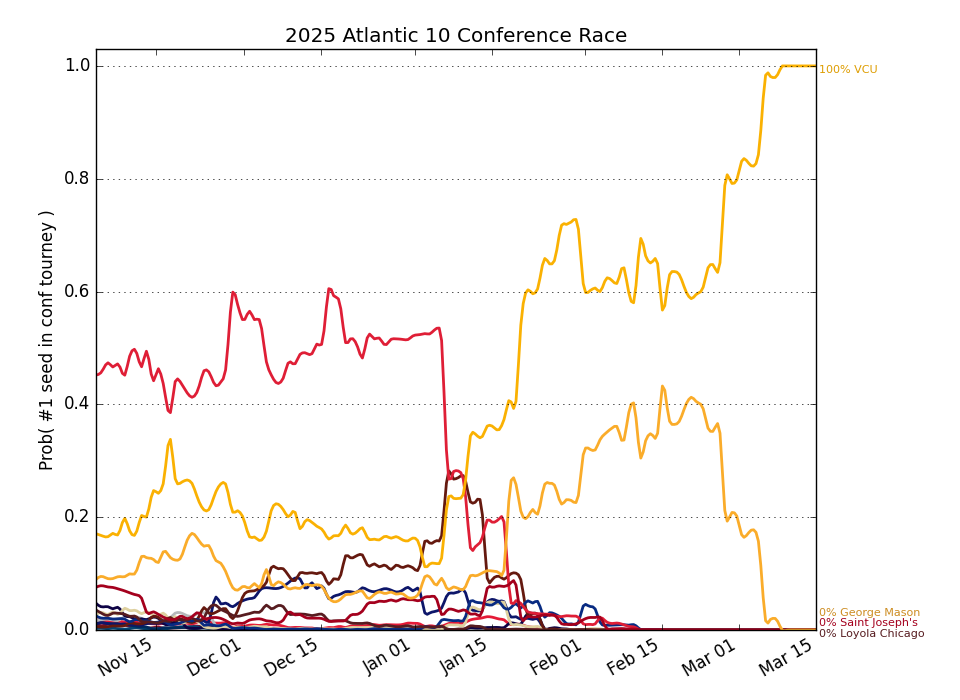 2025 Atlantic 10 Conference Race
Prob( #1 seed in conf tourney )
1.0
0.8
0.6
0.4
0.2
0.0
100% VCU
0% George Mason
0% Saint Joseph's
0% Loyola Chicago
Nov 15
Dec 01
Dec 15
Jan 01
Jan 15
Feb 01
Feb 15
Mar 01
Mar 15